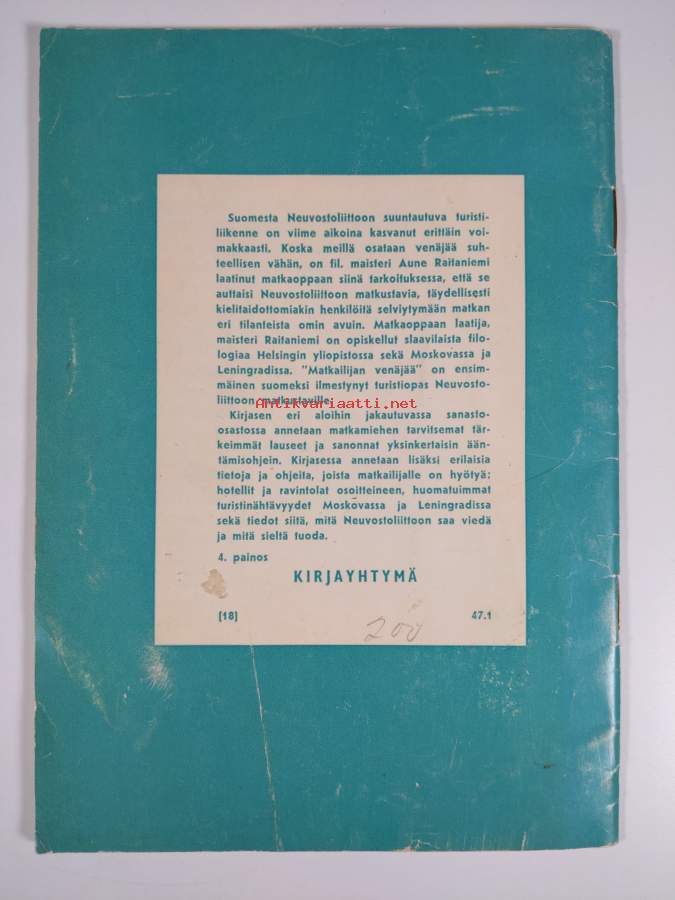 Suomesta Neuvostoliittoon suuntautuva turisti-
liikenne on viime aikoina kasvanut erittäin voi-
makkaasti. Koska meillä osataan venäjää suh-
teellisen vähän, on fil. maisteri Aune Raitaniemi
laatinut matkaoppaan siinä tarkoituksessa, että se
auttaisi Neuvostoliittoon matkustavia, täydellisesti
kielitaidottomiakin henkilöitä selviytymään matkan
eri tilanteista omin avuin. Matkaoppaan laatija,
maisteri Raitaniemi on opiskellut slaavilaista filo-
logiaa Helsingin yliopistossa sekä Moskovassa ja
Leningradissa. "Matkailijan venäjää" on ensim-
mäinen suomeksi ilmestynyt turistiopas Neuvosto-
liittoon matkustaville.
Antikvariaatti.net
Kirjasen eri aloihin jakautuvassa sanasto-
osastossa annetaan matkamiehen tarvitsemat tär-
keimmät lauseet ja sanonnat yksinkertaisin ään-
tämisohjein. Kirjasessa annetaan lisäksi erilaisia
tietoja ja ohjeita, joista matkailijalle on hyötyä:
hotellit ja ravintolat osoitteineen, huomatuimmat
turistinähtävyydet Moskovassa ja Leningradissa
sekä tiedot siitä, mitä Neuvostoliittoon saa viedä
ja mitä sieltä tuoda.
4. painos
KIRJAYHTYMÄ
[18] 47.1
200